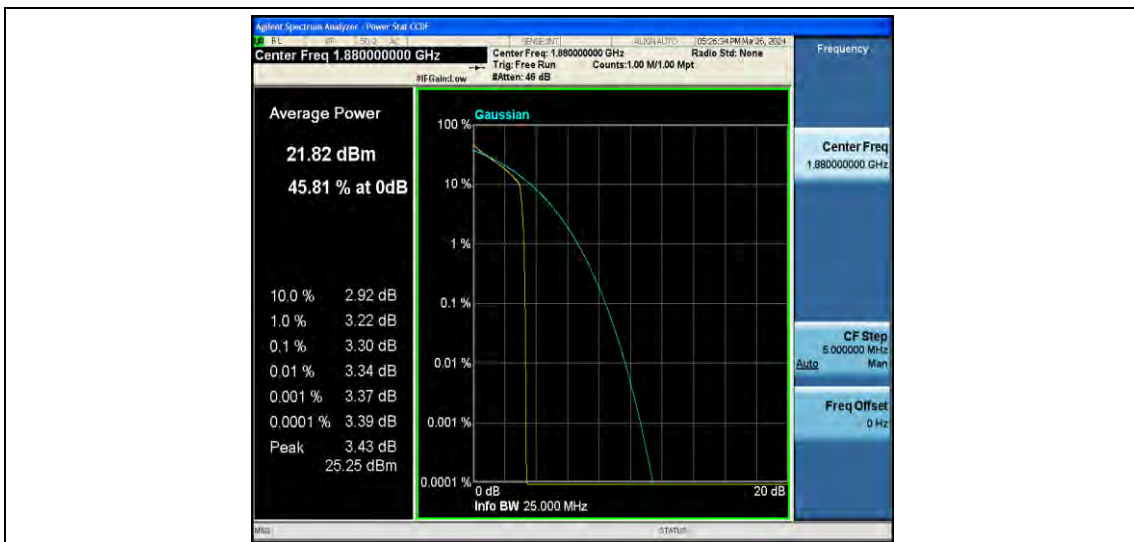 Agilent Spectrum Analyzer - Power Stat CCDF
RL RF 50 Ω AC SENSE:INT ALIGN AUTO 05:26:34 PM Mar 26, 2024
Center Freq 1.880000000 GHz
Center Freq: 1.880000000 GHz Radio Std: None
Trig: Free Run Counts:1.00 M/1.00 Mpt
#IFGain:Low #Atten: 46 dB
Frequency
Average Power
21.82 dBm
45.81 % at 0dB
10.0 % 2.92 dB
1.0 % 3.22 dB
0.1 % 3.30 dB
0.01 % 3.34 dB
0.001 % 3.37 dB
0.0001 % 3.39 dB
Peak 3.43 dB
25.25 dBm
Gaussian
100 %
10 %
1 %
0.1 %
0.01 %
0.001 %
0.0001 %
0 dB 20 dB
Info BW 25.000 MHz
Center Freq
1.880000000 GHz
CF Step
5.000000 MHz
Auto Man
Freq Offset
0 Hz
MSG STATUS